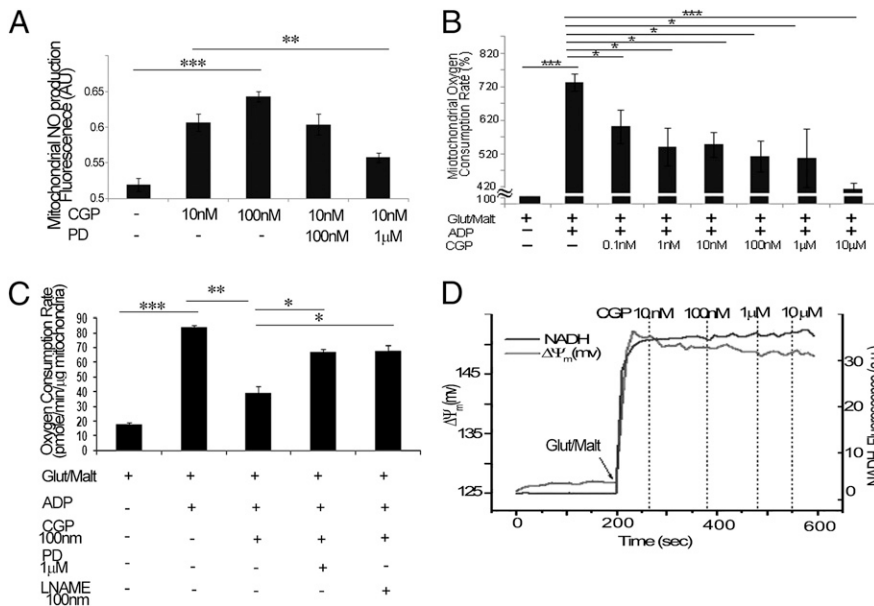 A
Mitochondrial NO production
Fluorescenece (AU)
** 
***
0.65
0.6
0.55
0.5
CGP - 10nM 100nM 10nM 10nM
PD - - - 100nM 1µM
B
Miotochondrial Oxygen
Consumption Rate (%)
***
*
*
*
*
*
***
820
720
620
520
420
100
Glut/Malt + + + + + + + +
ADP - + + + + + + +
CGP - - 0.1nM 1nM 10nM 100nM 1µM 10µM
C
Oxygen Consumption Rate
(pmole/min/µg mitochondria)
***
**
*
*
90
80
70
60
50
40
30
20
10
0
Glut/Malt + + + + +
ADP - + + + +
CGP
100nm - - + + +
PD
1µM - - - + -
LNAME
100nm - - - - +
D
CGP 10nM 100nM 1µM 10µM
NADH
ΔΨm(mv)
Glut/Malt
ΔΨm(mv)
145
135
125
30
20
10
0
NADH
0 200 400 600
Time (sec)